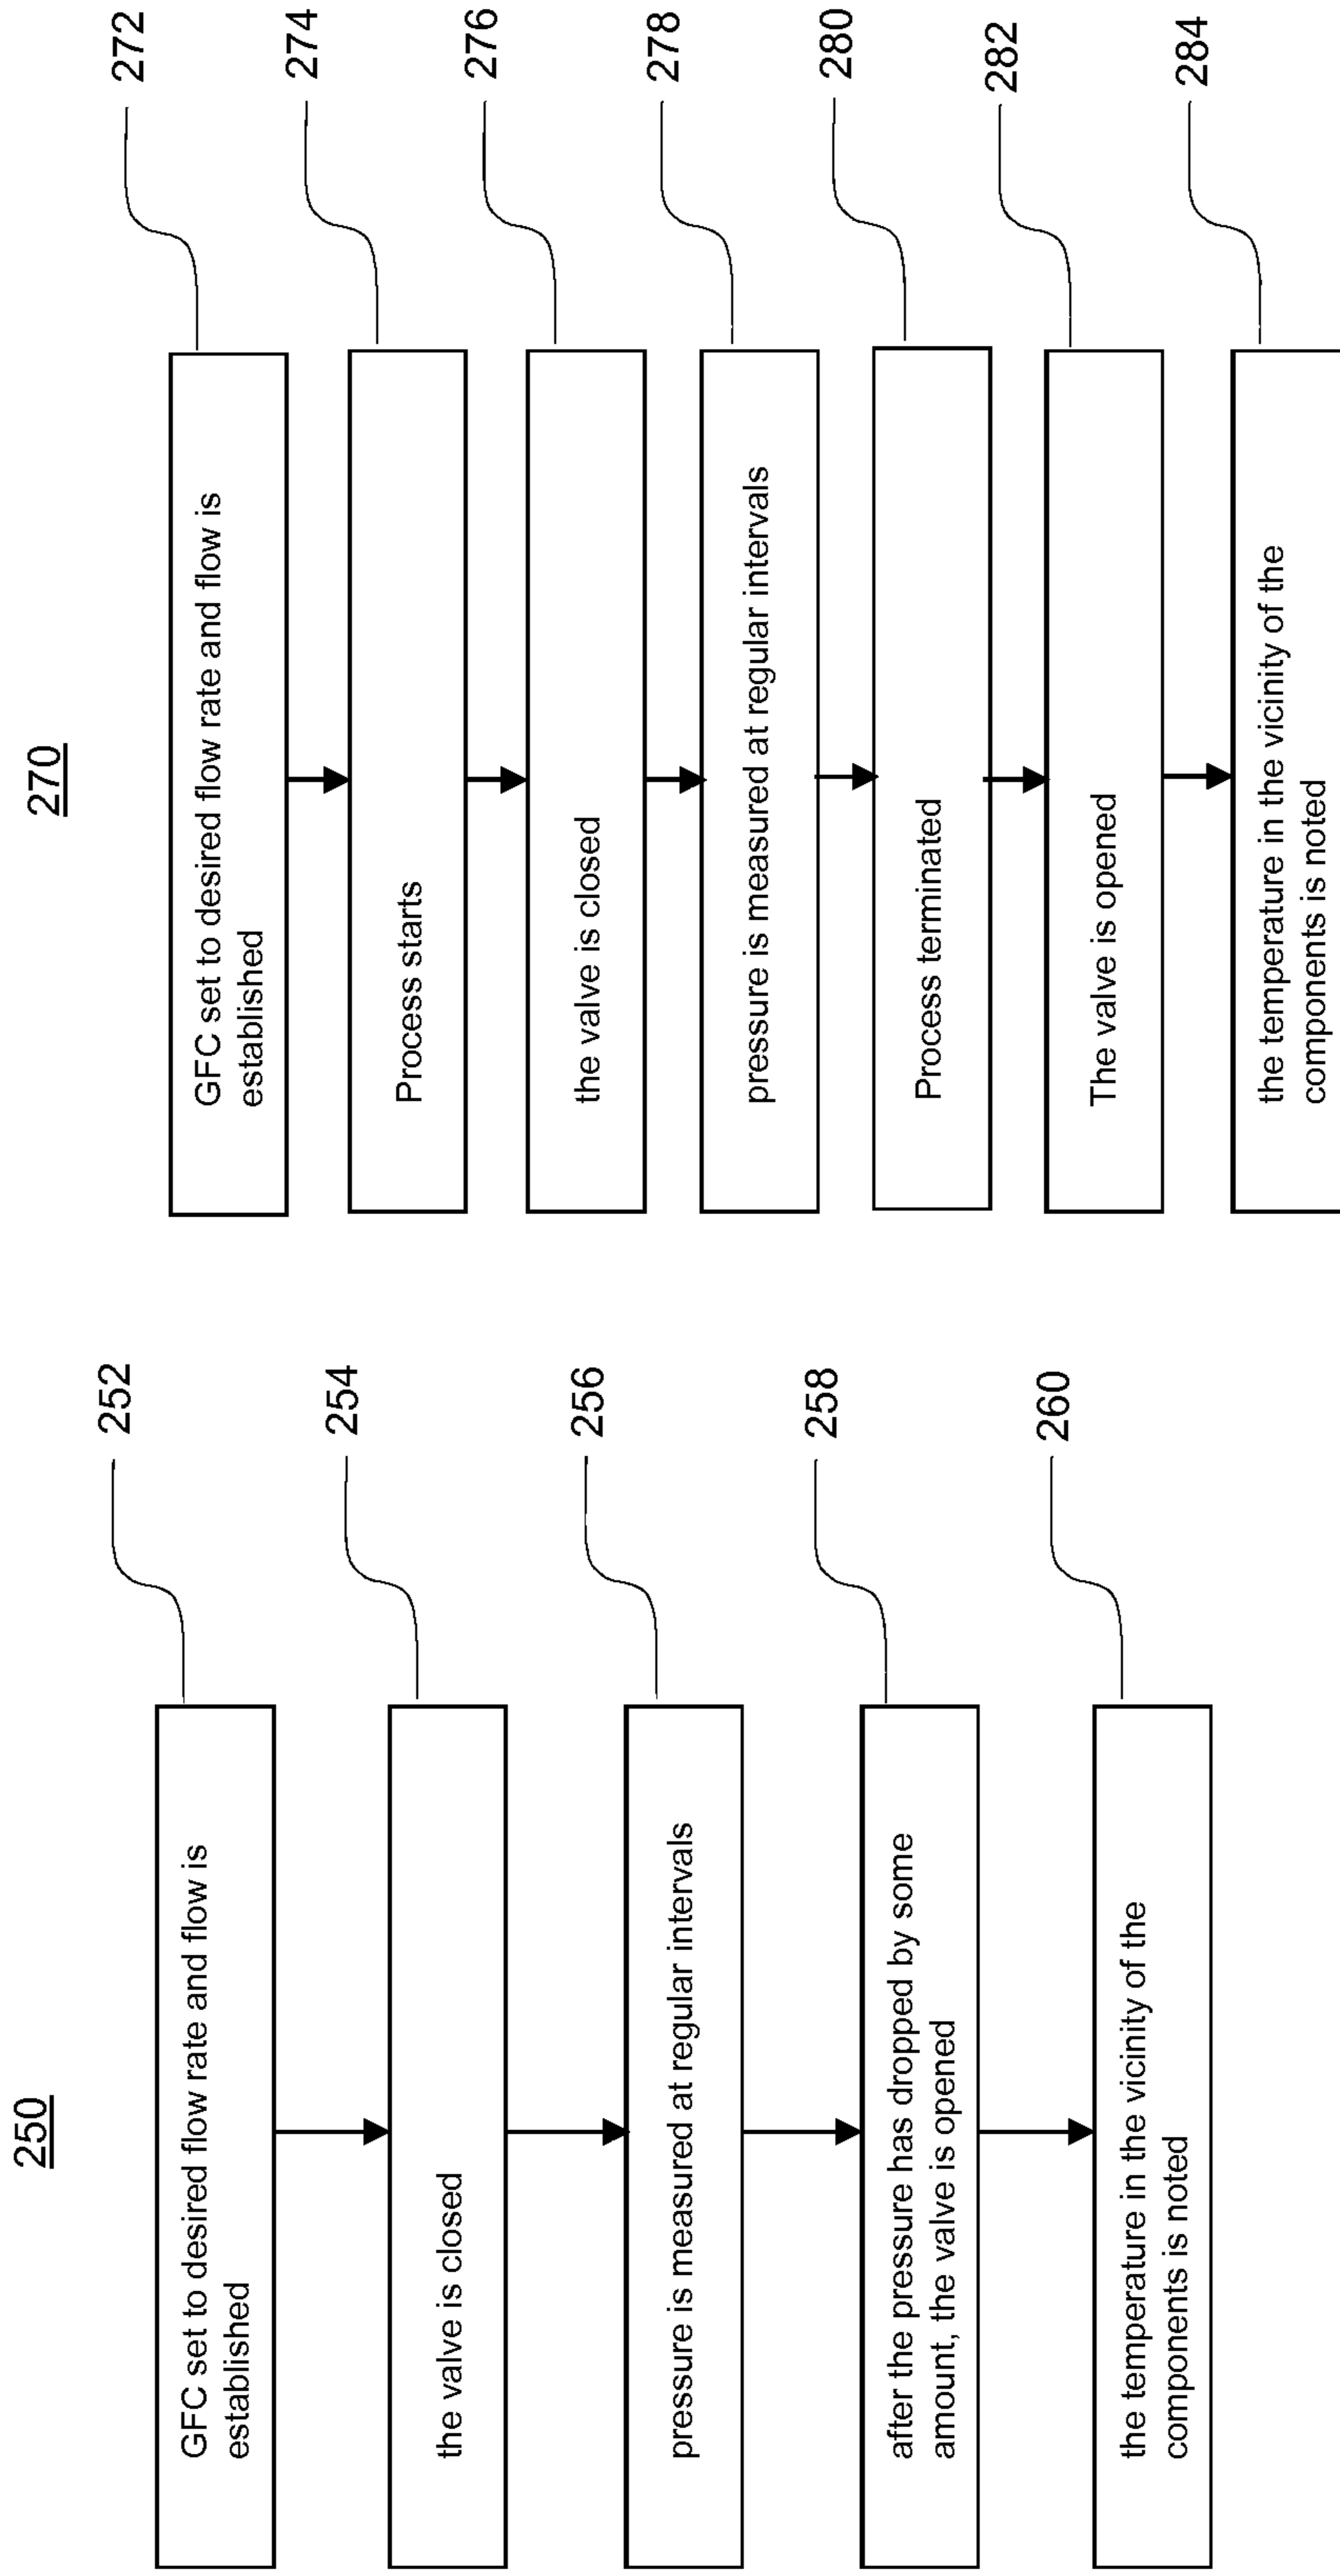 250
GFC set to desired flow rate and flow is
established
252
the valve is closed
254
pressure is measured at regular intervals
256
after the pressure has dropped by some
amount, the valve is opened
258
the temperature in the vicinity of the
components is noted
260
270
GFC set to desired flow rate and flow is
established
272
Process starts
274
the valve is closed
276
pressure is measured at regular intervals
278
Process terminated
280
The valve is opened
282
the temperature in the vicinity of the
components is noted
284